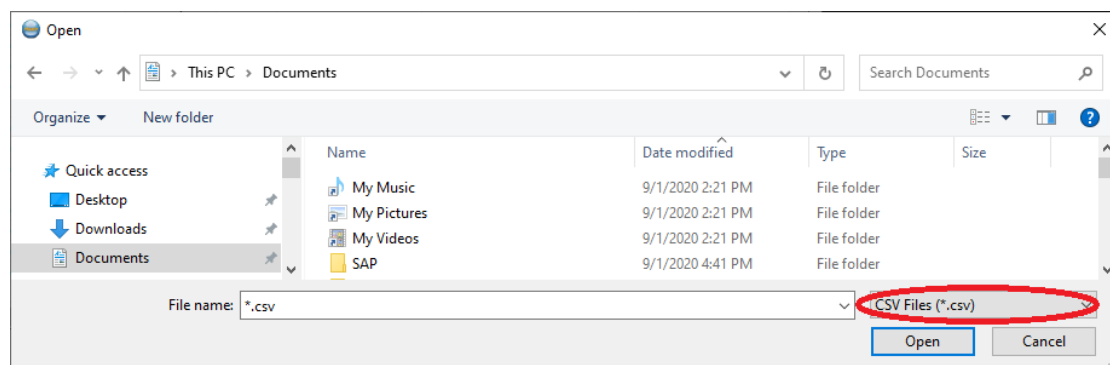 Open
This PC > Documents
Search Documents
Organize
New folder
Name Date modified Type Size
Quick access
Desktop
Downloads
Documents
My Music 9/1/2020 2:21 PM File folder
My Pictures 9/1/2020 2:21 PM File folder
My Videos 9/1/2020 2:21 PM File folder
SAP 9/1/2020 4:41 PM File folder
File name: *.csv
CSV Files (*.csv)
Open Cancel